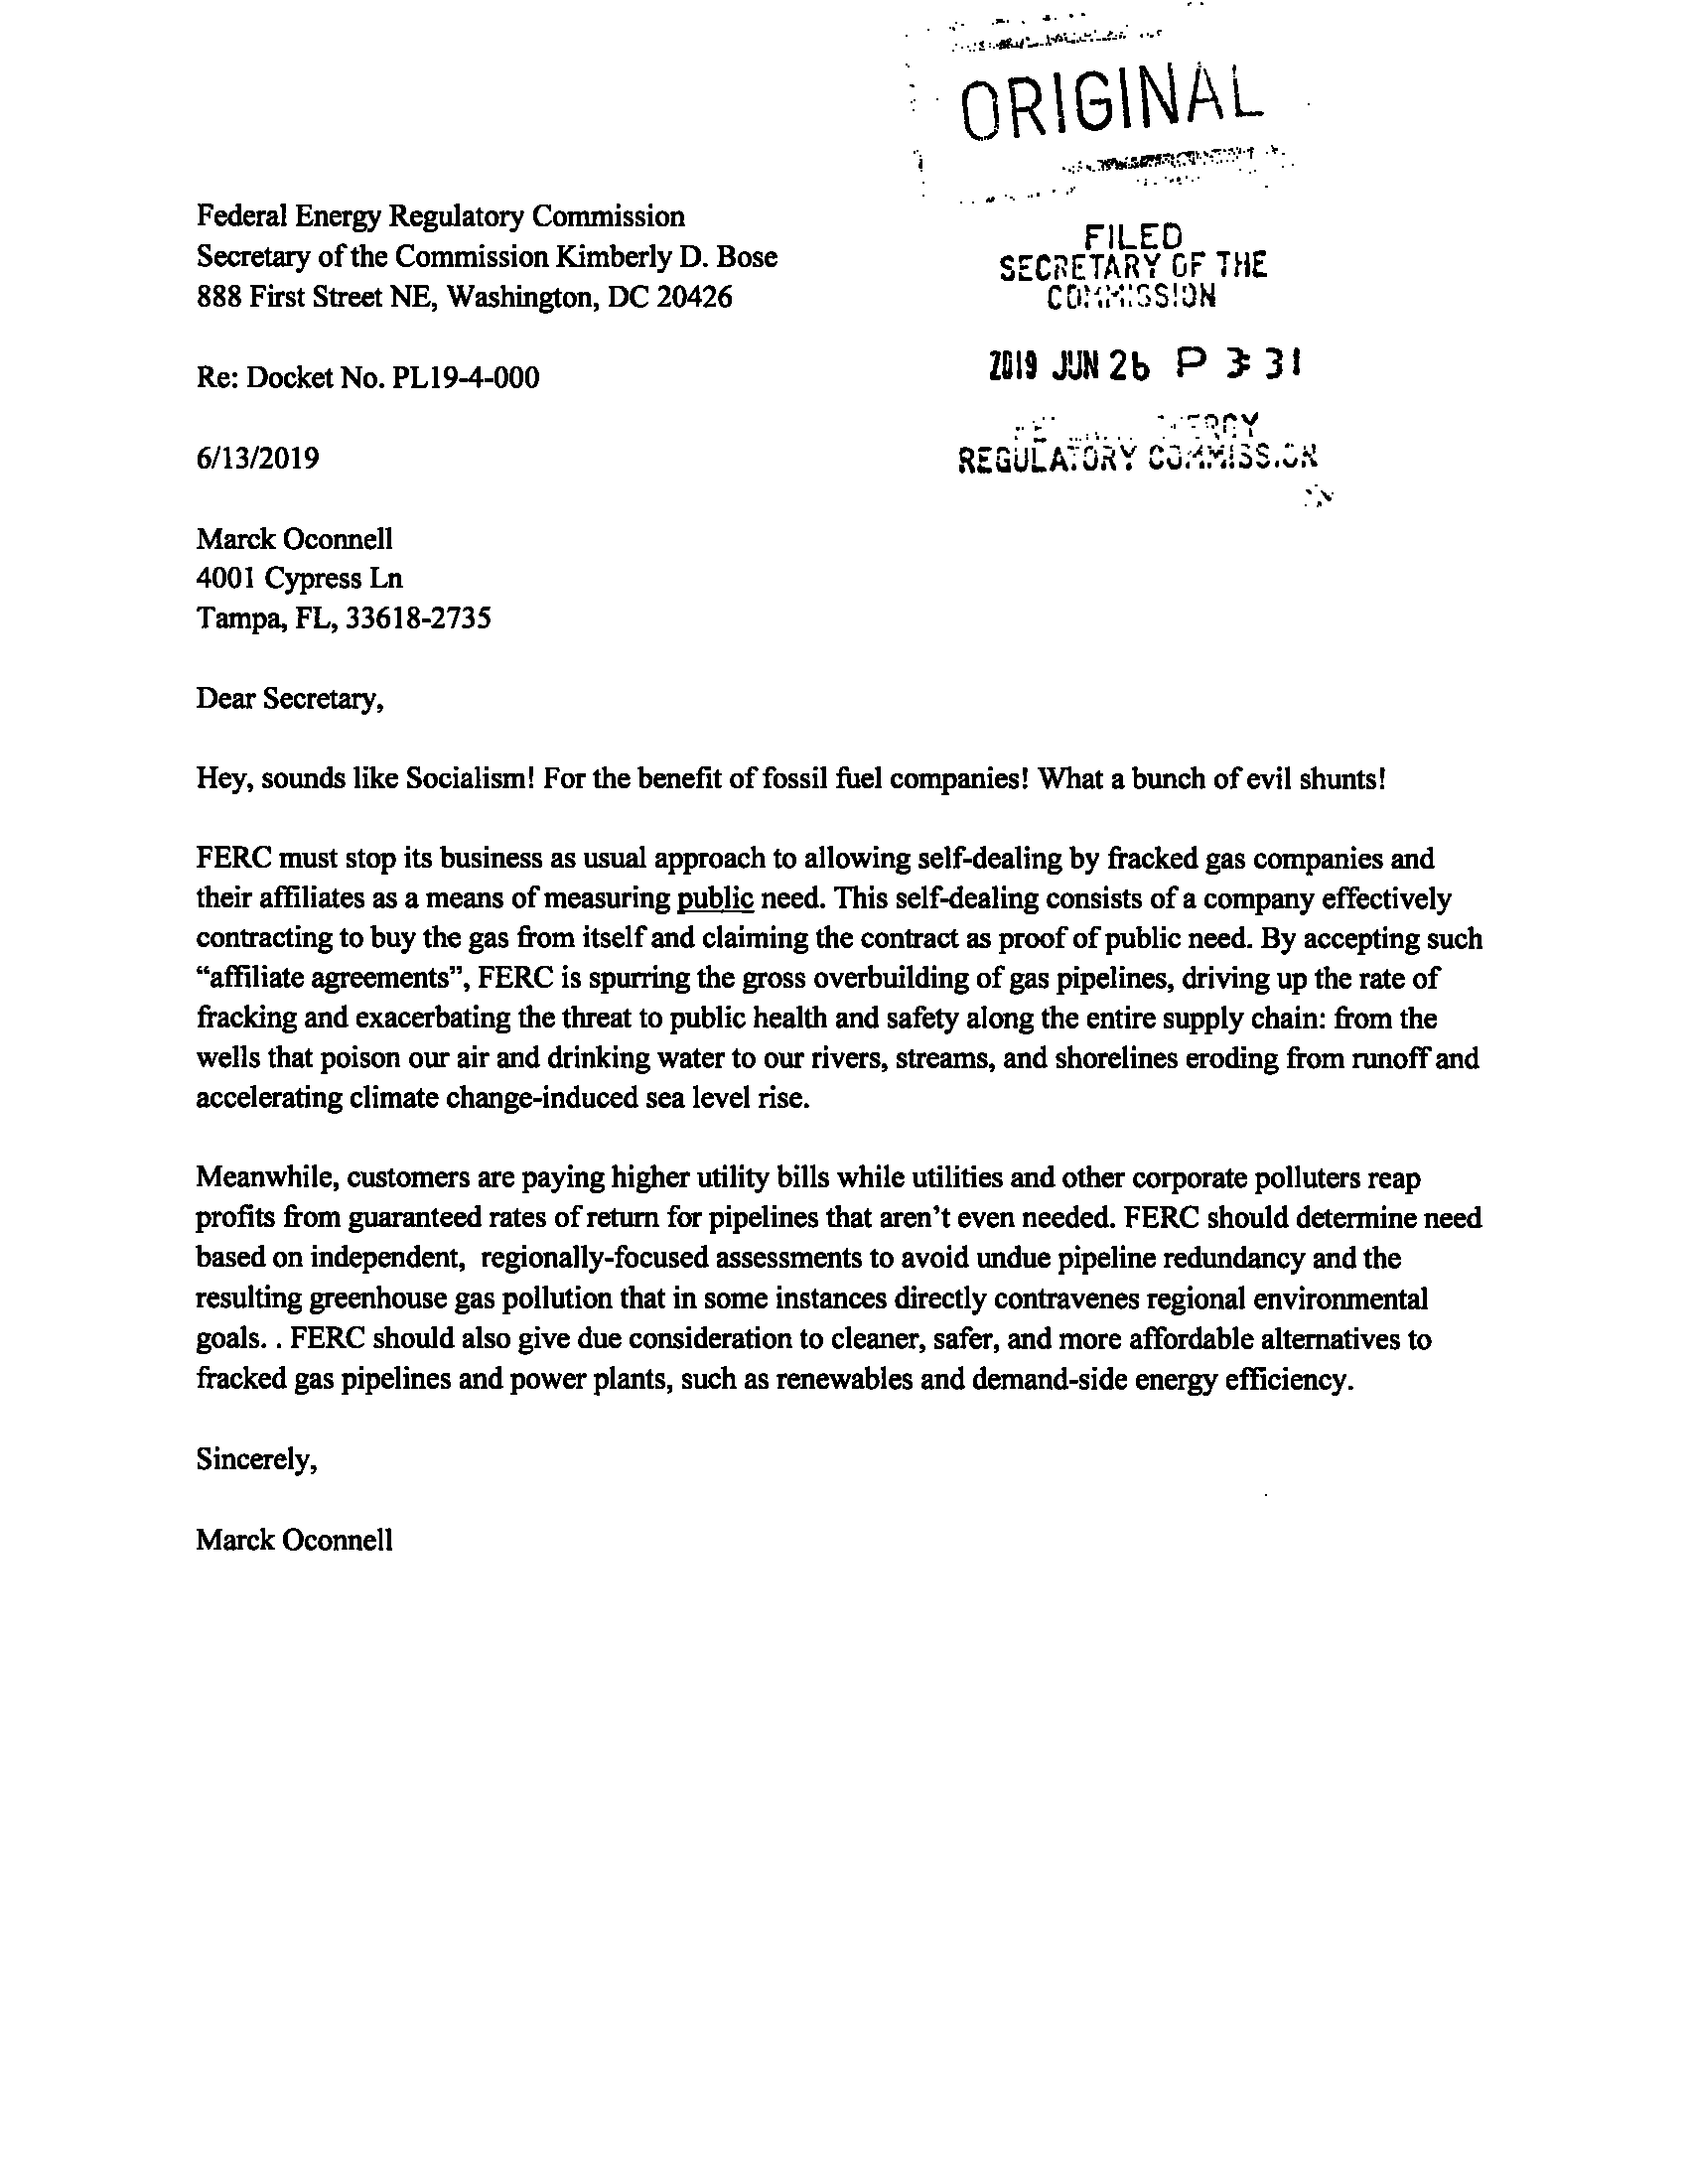 ORIGINAL
FILED
SECRETARY OF THE
COMMISSION
2019 JUN 26 P 3:31
REGULATORY COMMISSION
Federal Energy Regulatory Commission
Secretary of the Commission Kimberly D. Bose
888 First Street NE, Washington, DC 20426
Re: Docket No. PL19-4-000
6/13/2019
Marck Oconnell
4001 Cypress Ln
Tampa, FL, 33618-2735
Dear Secretary,
Hey, sounds like Socialism! For the benefit of fossil fuel companies! What a bunch of evil shunts!
FERC must stop its business as usual approach to allowing self-dealing by fracked gas companies and
their affiliates as a means of measuring public need. This self-dealing consists of a company effectively
contracting to buy the gas from itself and claiming the contract as proof of public need. By accepting such
“affiliate agreements”, FERC is spurring the gross overbuilding of gas pipelines, driving up the rate of
fracking and exacerbating the threat to public health and safety along the entire supply chain: from the
wells that poison our air and drinking water to our rivers, streams, and shorelines eroding from runoff and
accelerating climate change-induced sea level rise.
Meanwhile, customers are paying higher utility bills while utilities and other corporate polluters reap
profits from guaranteed rates of return for pipelines that aren’t even needed. FERC should determine need
based on independent,  regionally-focused assessments to avoid undue pipeline redundancy and the
resulting greenhouse gas pollution that in some instances directly contravenes regional environmental
goals. . FERC should also give due consideration to cleaner, safer, and more affordable alternatives to
fracked gas pipelines and power plants, such as renewables and demand-side energy efficiency.
Sincerely,
Marck Oconnell